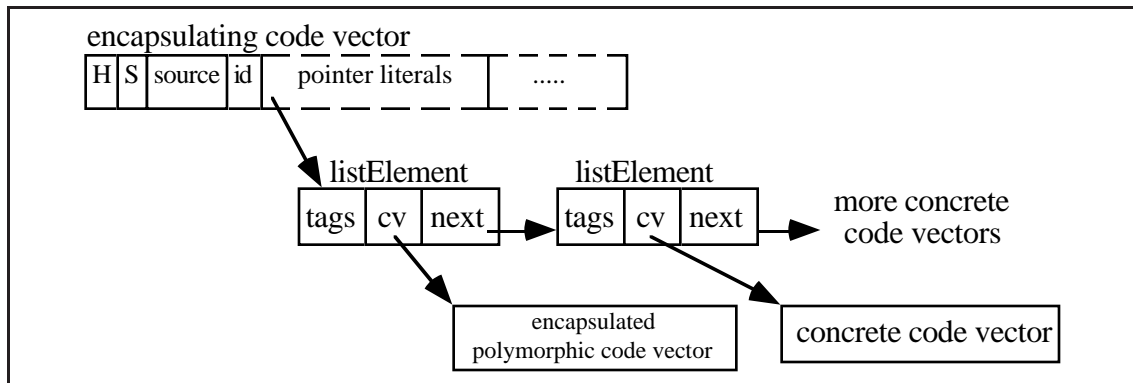 encapsulating code vector
H S source id pointer literals .....
listElement listElement
tags cv next tags cv next
more concrete
code vectors
encapsulated
polymorphic code vector
concrete code vector